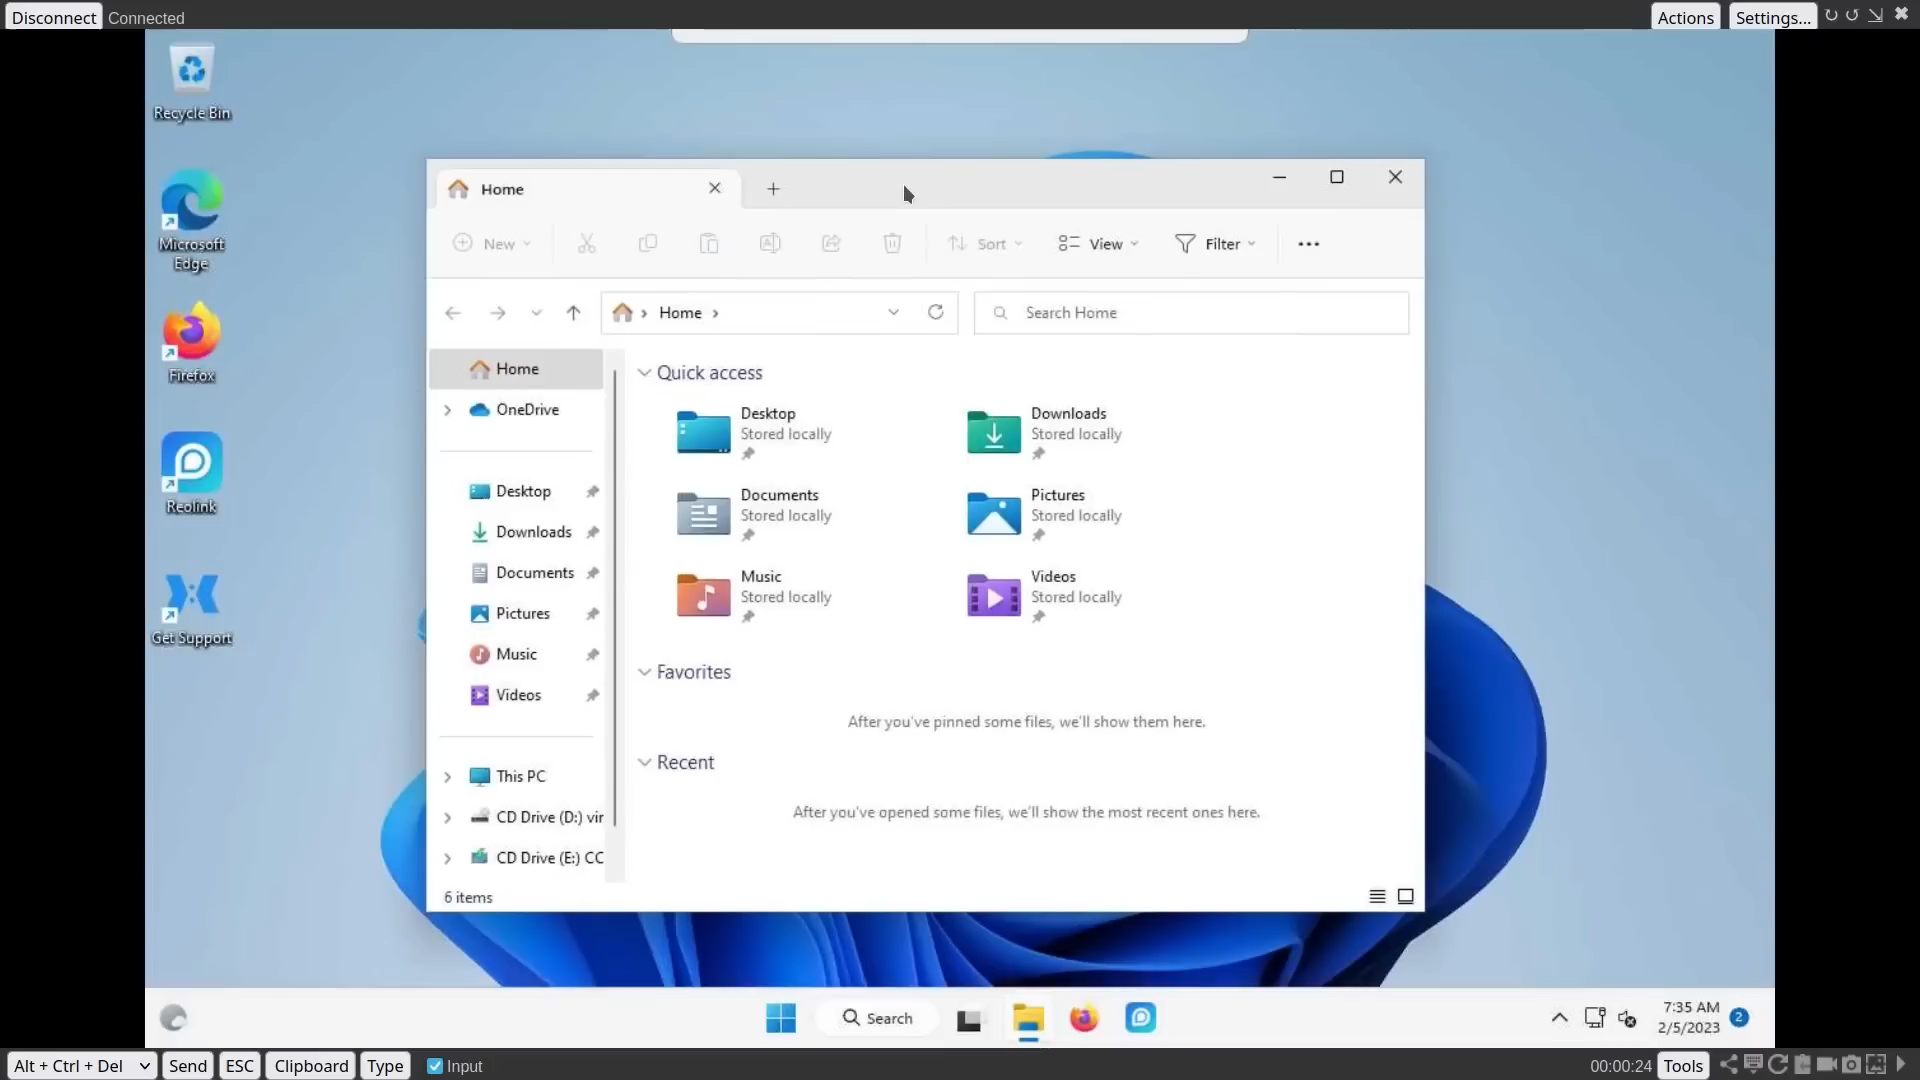 Disconnect Connected Actions Settings...
Recycle Bin
Microsoft
Edge
Firefox
Reolink
Get Support
Home
New Sort View Filter
Home Search Home
Home
OneDrive
Desktop
Downloads
Documents
Pictures
Music
Videos
This PC
CD Drive (D:) vir
CD Drive (E:) CC
Quick access
Desktop
Stored locally
Downloads
Stored locally
Documents
Stored locally
Pictures
Stored locally
Music
Stored locally
Videos
Stored locally
Favorites
After you've pinned some files, we'll show them here.
Recent
After you've opened some files, we'll show the most recent ones here.
6 items
Search
7:35 AM
2/5/2023
2
Alt + Ctrl + Del Send ESC Clipboard Type Input 00:00:24 Tools